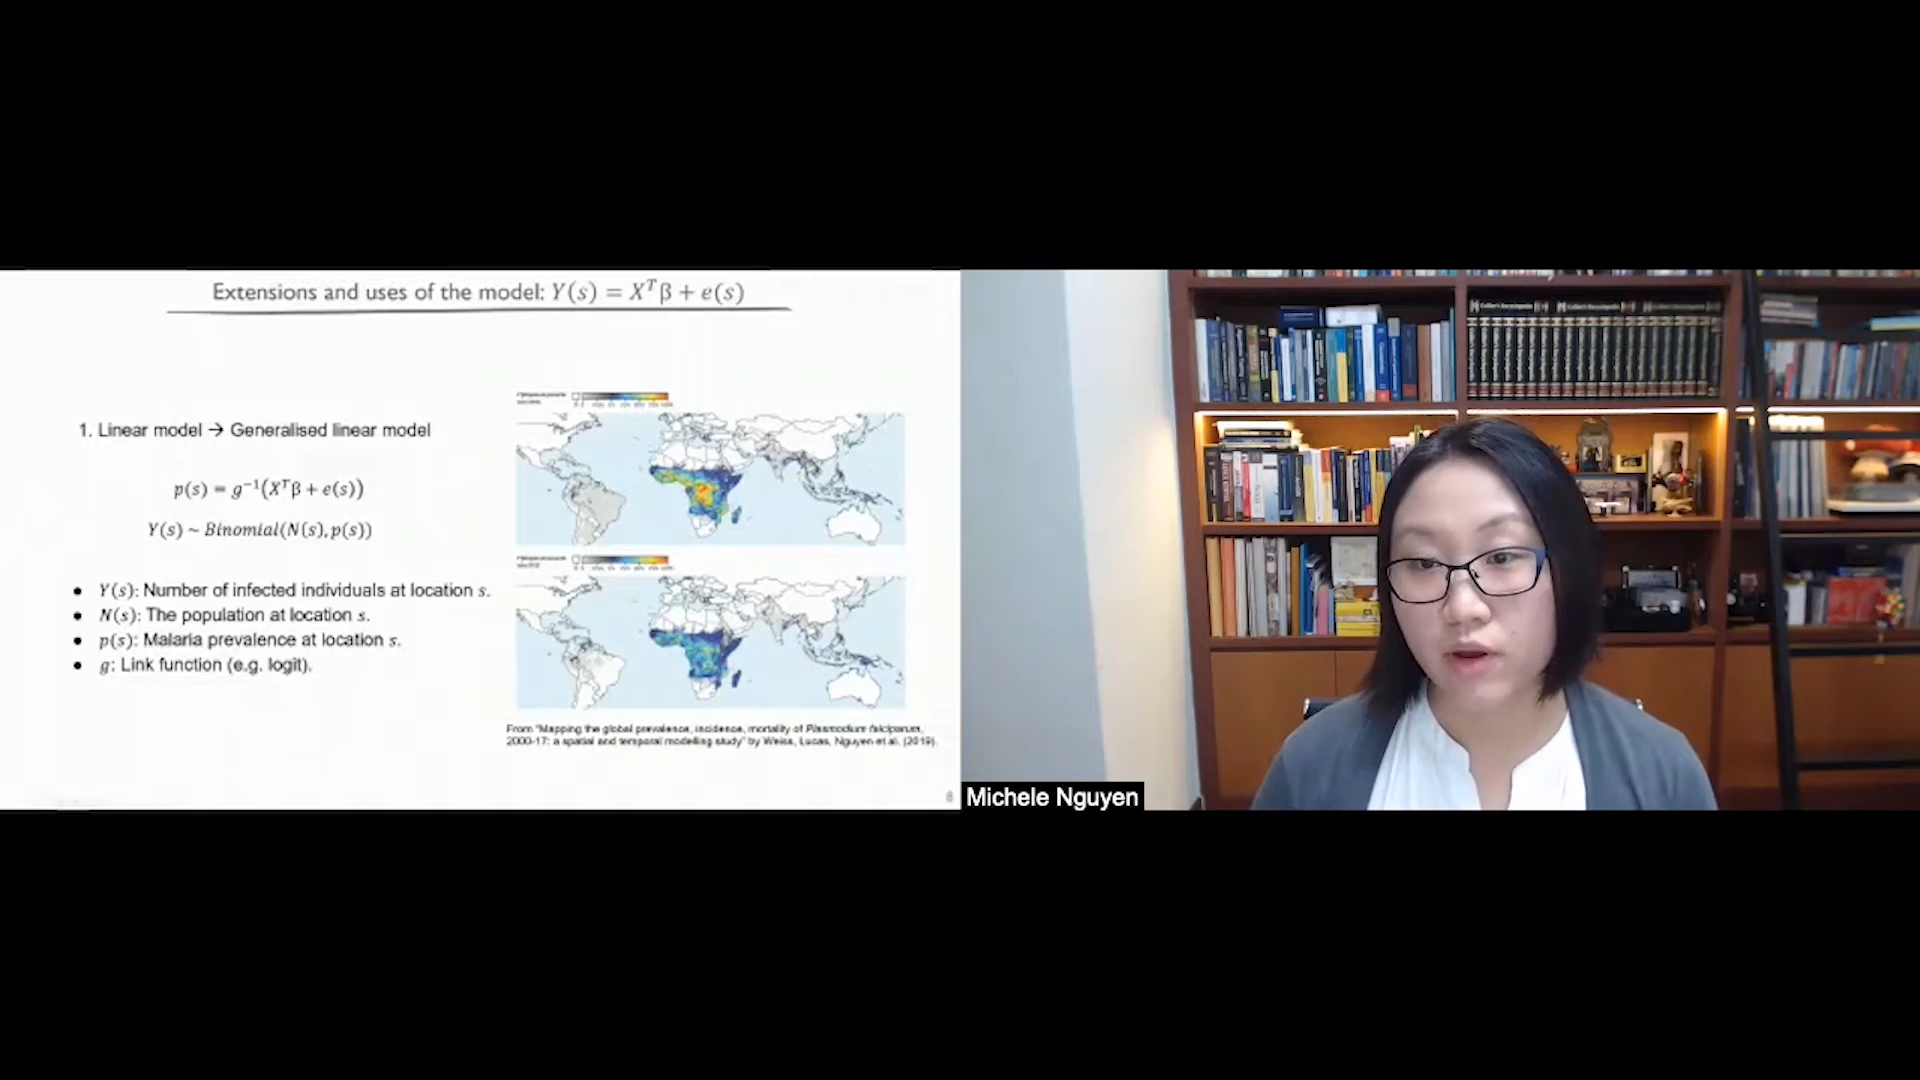 Extensions and uses of the model: Y(s) = XᵀΒ + e(s)
1. Linear model → Generalised linear model
p(s) = g⁻¹(Xᵀβ + e(s))
Y(s) ~ Binomial(N(s), p(s))
● Y(s): Number of infected individuals at location s.
● N(s): The population at location s.
● p(s): Malaria prevalence at location s.
● g: Link function (e.g. logit).
From "Mapping the global prevalence, incidence, mortality of Plasmodium falciparum,
2000-17: a spatial and temporal modelling study" by Weiss, Lucas, Nguyen et al. (2019).
8
Michele Nguyen